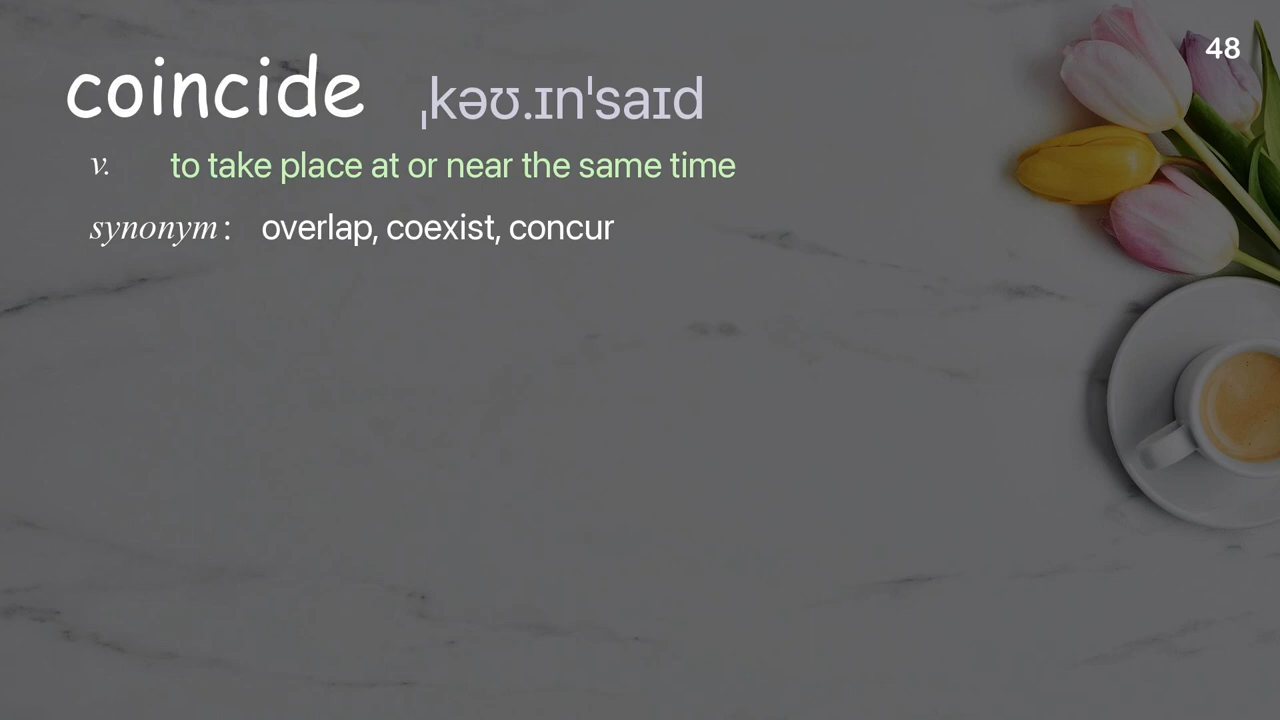 48
coincide ˌkəʊ.ɪnˈsaɪd
v. to take place at or near the same time
synonym : overlap, coexist, concur